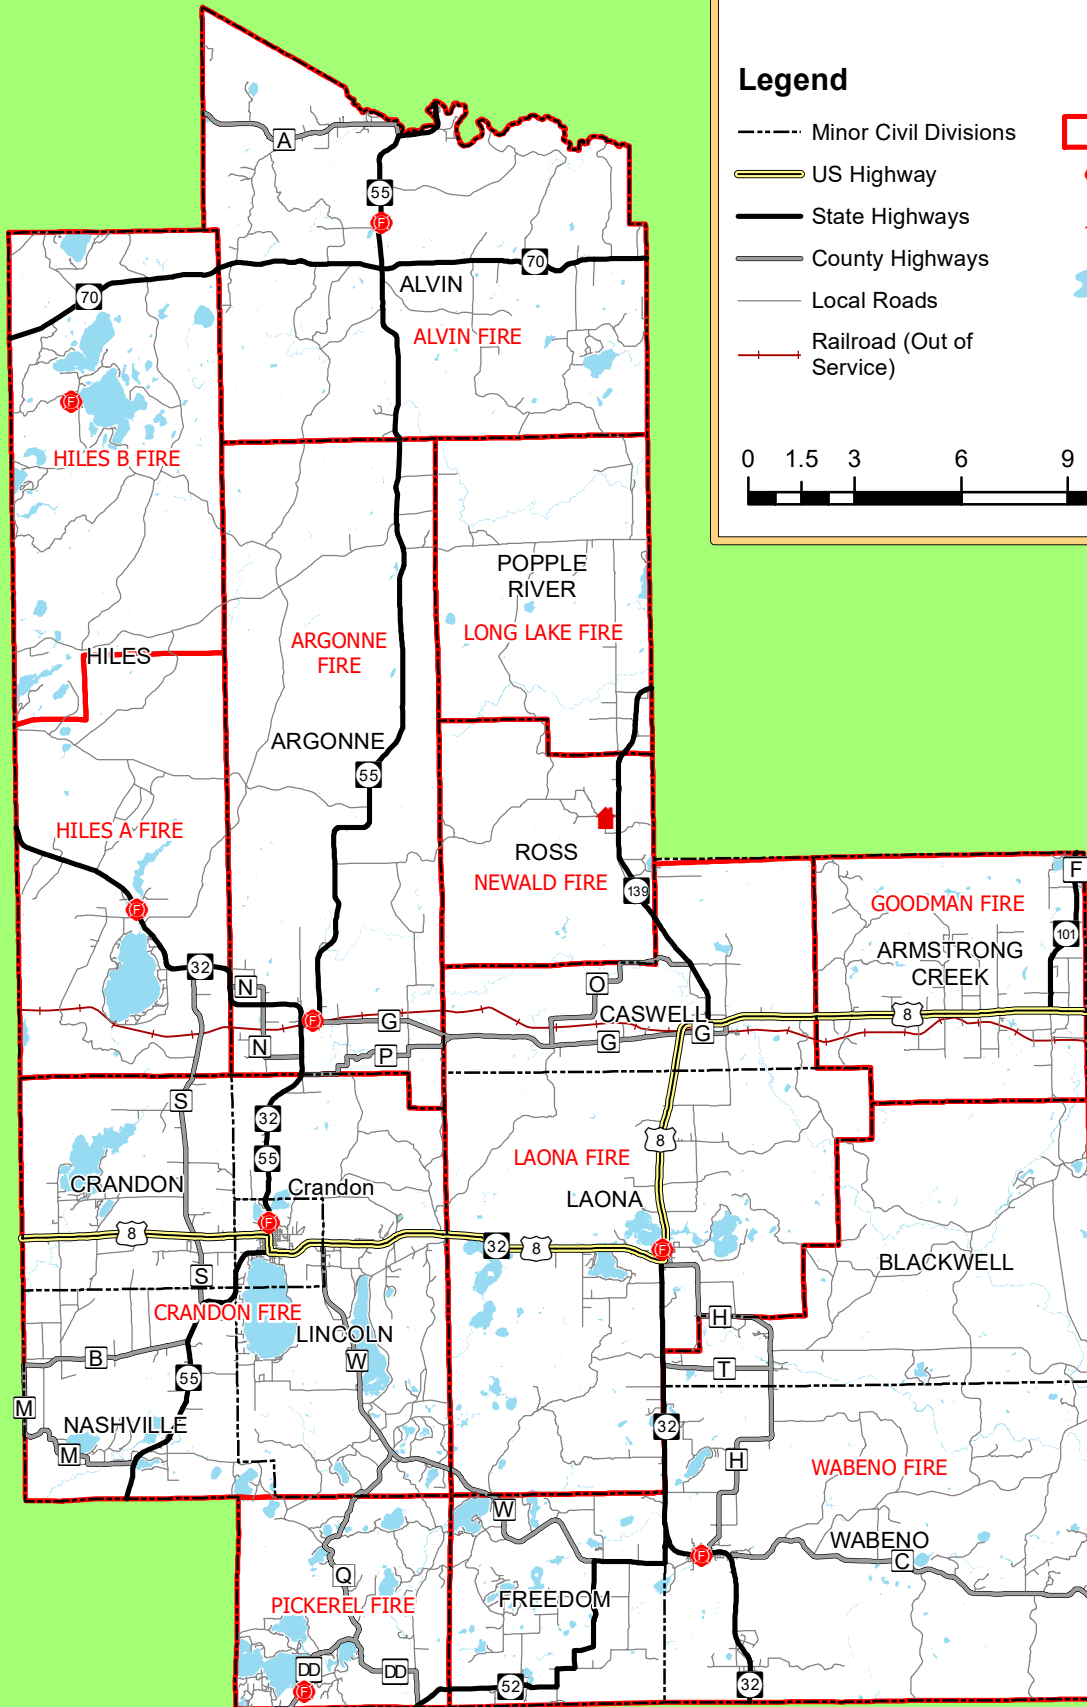 Legend
Minor Civil Divisions
US Highway
State Highways
County Highways
Local Roads
Railroad (Out of
Service)
0 1.5 3 6 9
A
55
F
70
70
ALVIN
ALVIN FIRE
F
HILES B FIRE
POPPLE
RIVER
LONG LAKE FIRE
ARGONNE
FIRE
HILES
ARGONNE
55
HILES A FIRE
ROSS
NEWALD FIRE
139
F
GOODMAN FIRE
F
101
ARMSTRONG
CREEK
32
N
O
F
G
CASWELL
8
G
G
N
P
S
32
8
55
LAONA FIRE
CRANDON
Crandon
LAONA
F
8
32
8
F
S
BLACKWELL
CRANDON FIRE
H
LINCOLN
B
W
T
55
M
NASHVILLE
32
M
H
WABENO FIRE
W
WABENO
F
C
Q
PICKEREL FIRE
FREEDOM
DD
DD
F
52
32